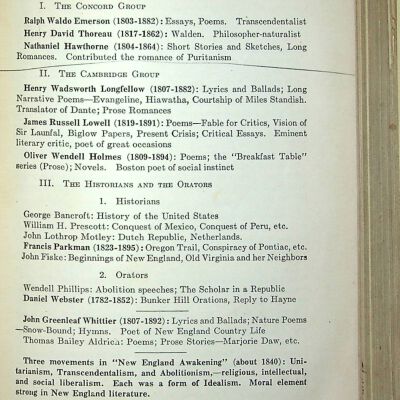 I. The Concord Group
Ralph Waldo Emerson (1803-1882): Essays, Poems. Transcendentalist
Henry David Thoreau (1817-1862): Walden. Philosopher-naturalist
Nathaniel Hawthorne (1804-1864): Short Stories and Sketches, Long
Romances. Contributed the romance of Puritanism
II. The Cambridge Group
Henry Wadsworth Longfellow (1807-1882): Lyrics and Ballads; Long
Narrative Poems—Evangeline, Hiawatha, Courtship of Miles Standish.
Translator of Dante; Prose Romances
James Russell Lowell (1819-1891): Poems—Fable for Critics, Vision of
Sir Launfal, Biglow Papers, Present Crisis; Critical Essays. Eminent
literary critic, poet of great occasions
Oliver Wendell Holmes (1809-1894): Poems; the "Breakfast Table"
series (Prose); Novels. Boston poet of social instinct
III. The Historians and the Orators
1. Historians
George Bancroft: History of the United States
William H. Prescott: Conquest of Mexico, Conquest of Peru, etc.
John Lothrop Motley: Dutch Republic, Netherlands.
Francis Parkman (1823-1895): Oregon Trail, Conspiracy of Pontiac, etc.
John Fiske: Beginnings of New England, Old Virginia and her Neighbors
2. Orators
Wendell Phillips: Abolition speeches; The Scholar in a Republic
Daniel Webster (1782-1852): Bunker Hill Orations, Reply to Hayne
John Greenleaf Whittier (1807-1892): Lyrics and Ballads; Nature Poems
—Snow-Bound; Hymns. Poet of New England Country Life
Thomas Bailey Aldrich: Poems; Prose Stories—Marjorie Daw, etc.
Three movements in "New England Awakening" (about 1840): Uni-
tarianism, Transcendentalism, and Abolitionism,—religious, intellectual,
and social liberalism. Each was a form of Idealism. Moral element
strong in New England literature.